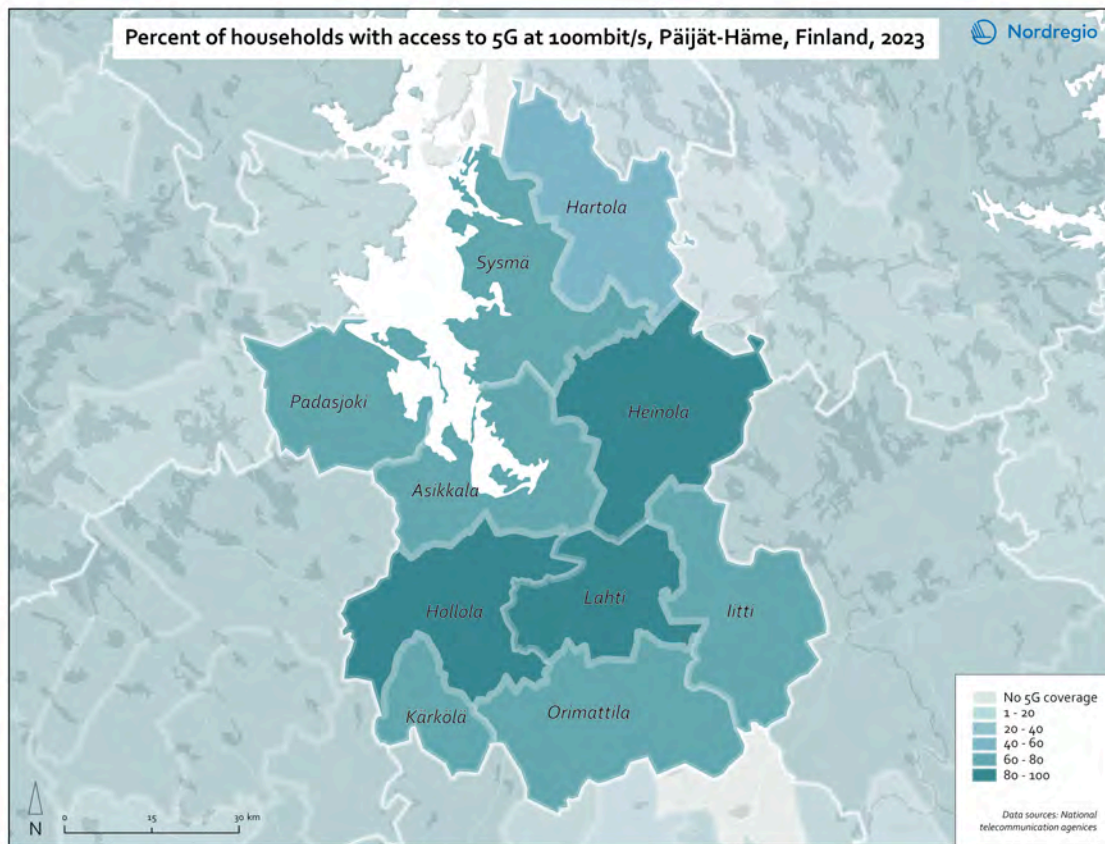 Percent of households with access to 5G at 100mbit/s, Päijät-Häme, Finland, 2023
Nordregio
Hartola
Sysmä
Padasjoki
Heinola
Asikkala
Hollola
Lahti
Iitti
Kärkölä
Orimattila
No 5G coverage
1 - 20
20 - 40
40 - 60
60 - 80
80 - 100
N
0 15 30 km
Data sources: National
telecommunication agenices